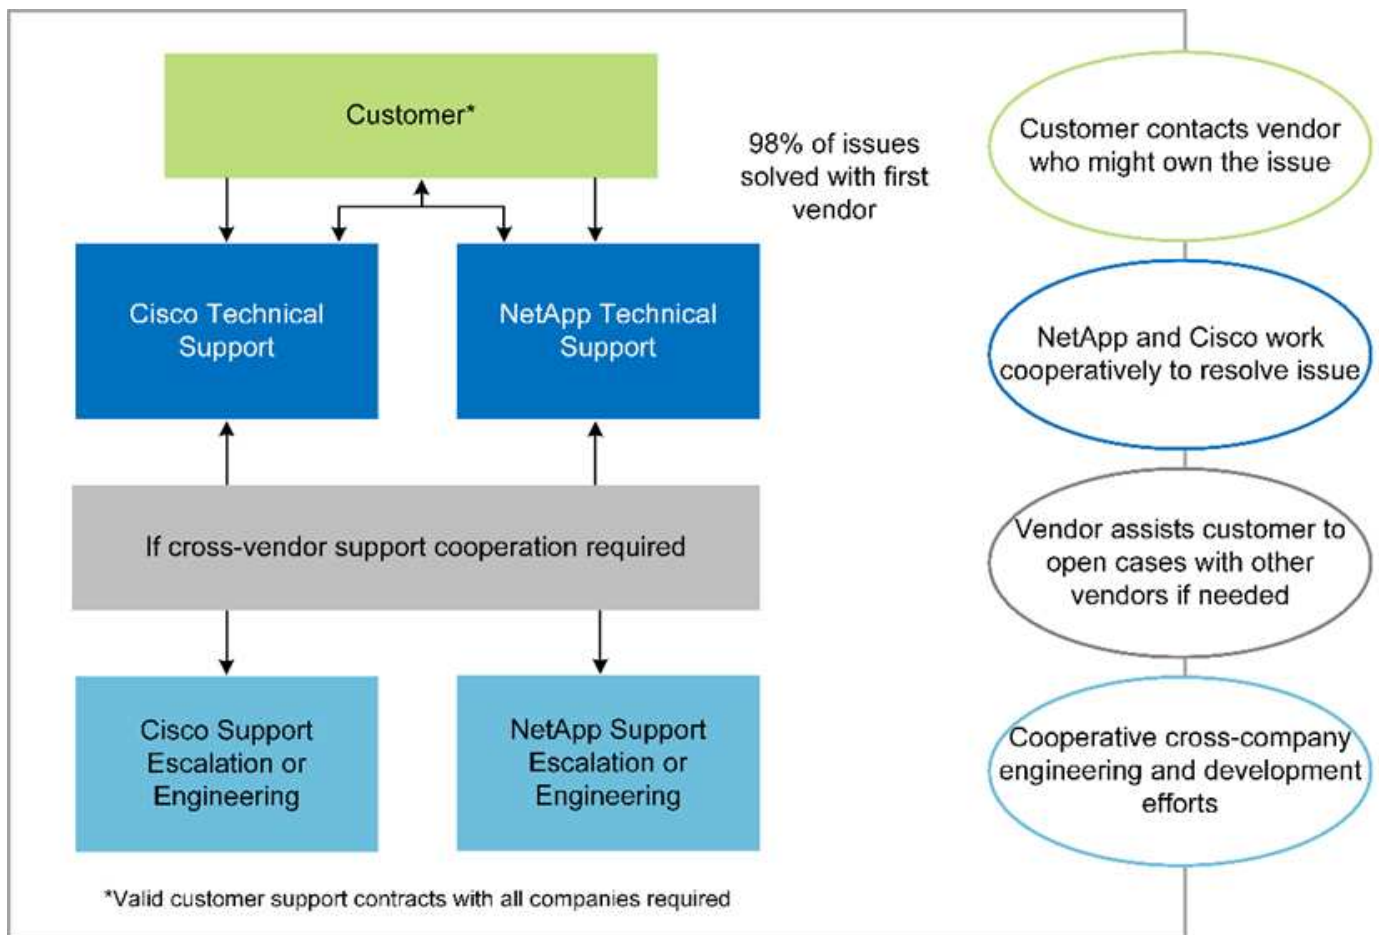 Customer*
98% of issues
solved with first
vendor
Cisco Technical
Support
NetApp Technical
Support
If cross-vendor support cooperation required
Cisco Support
Escalation or
Engineering
NetApp Support
Escalation or
Engineering
*Valid customer support contracts with all companies required
Customer contacts vendor
who might own the issue
NetApp and Cisco work
cooperatively to resolve issue
Vendor assists customer to
open cases with other
vendors if needed
Cooperative cross-company
engineering and development
efforts